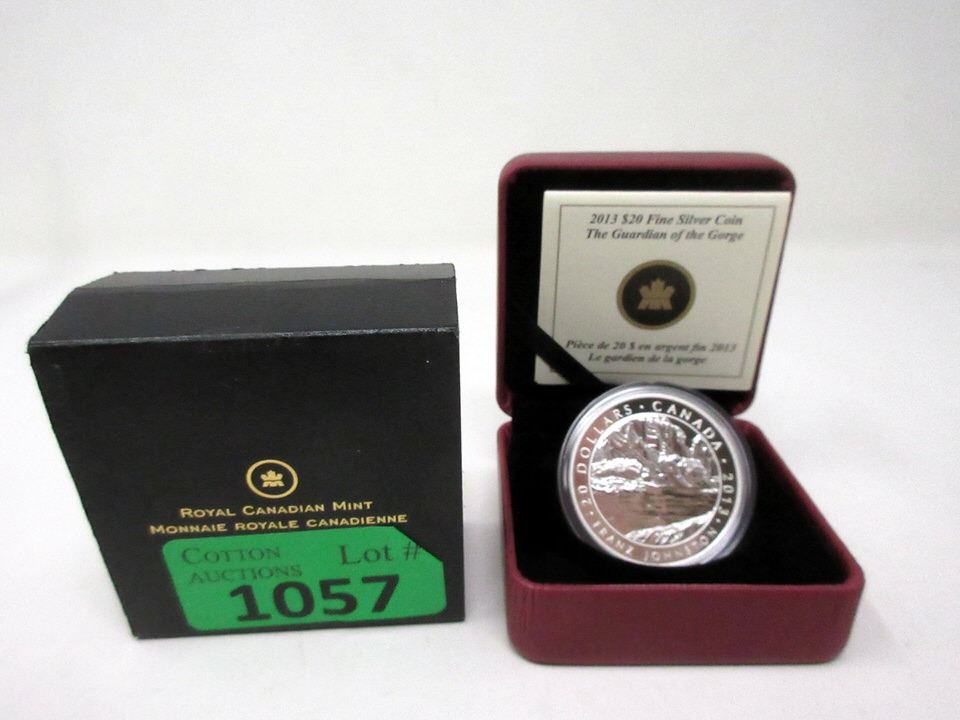 ROYAL CANADIAN MINT
MONNAIE ROYALE CANADIENNE
COTTON
AUCTIONS
Lot #
1057
2013 $20 Fine Silver Coin
The Guardian of the Gorge
Pièce de 20 $ en argent fin 2013
Le gardien de la gorge
20 DOLLARS · CANADA · 2013 ·
FRANZ JOHNSTON